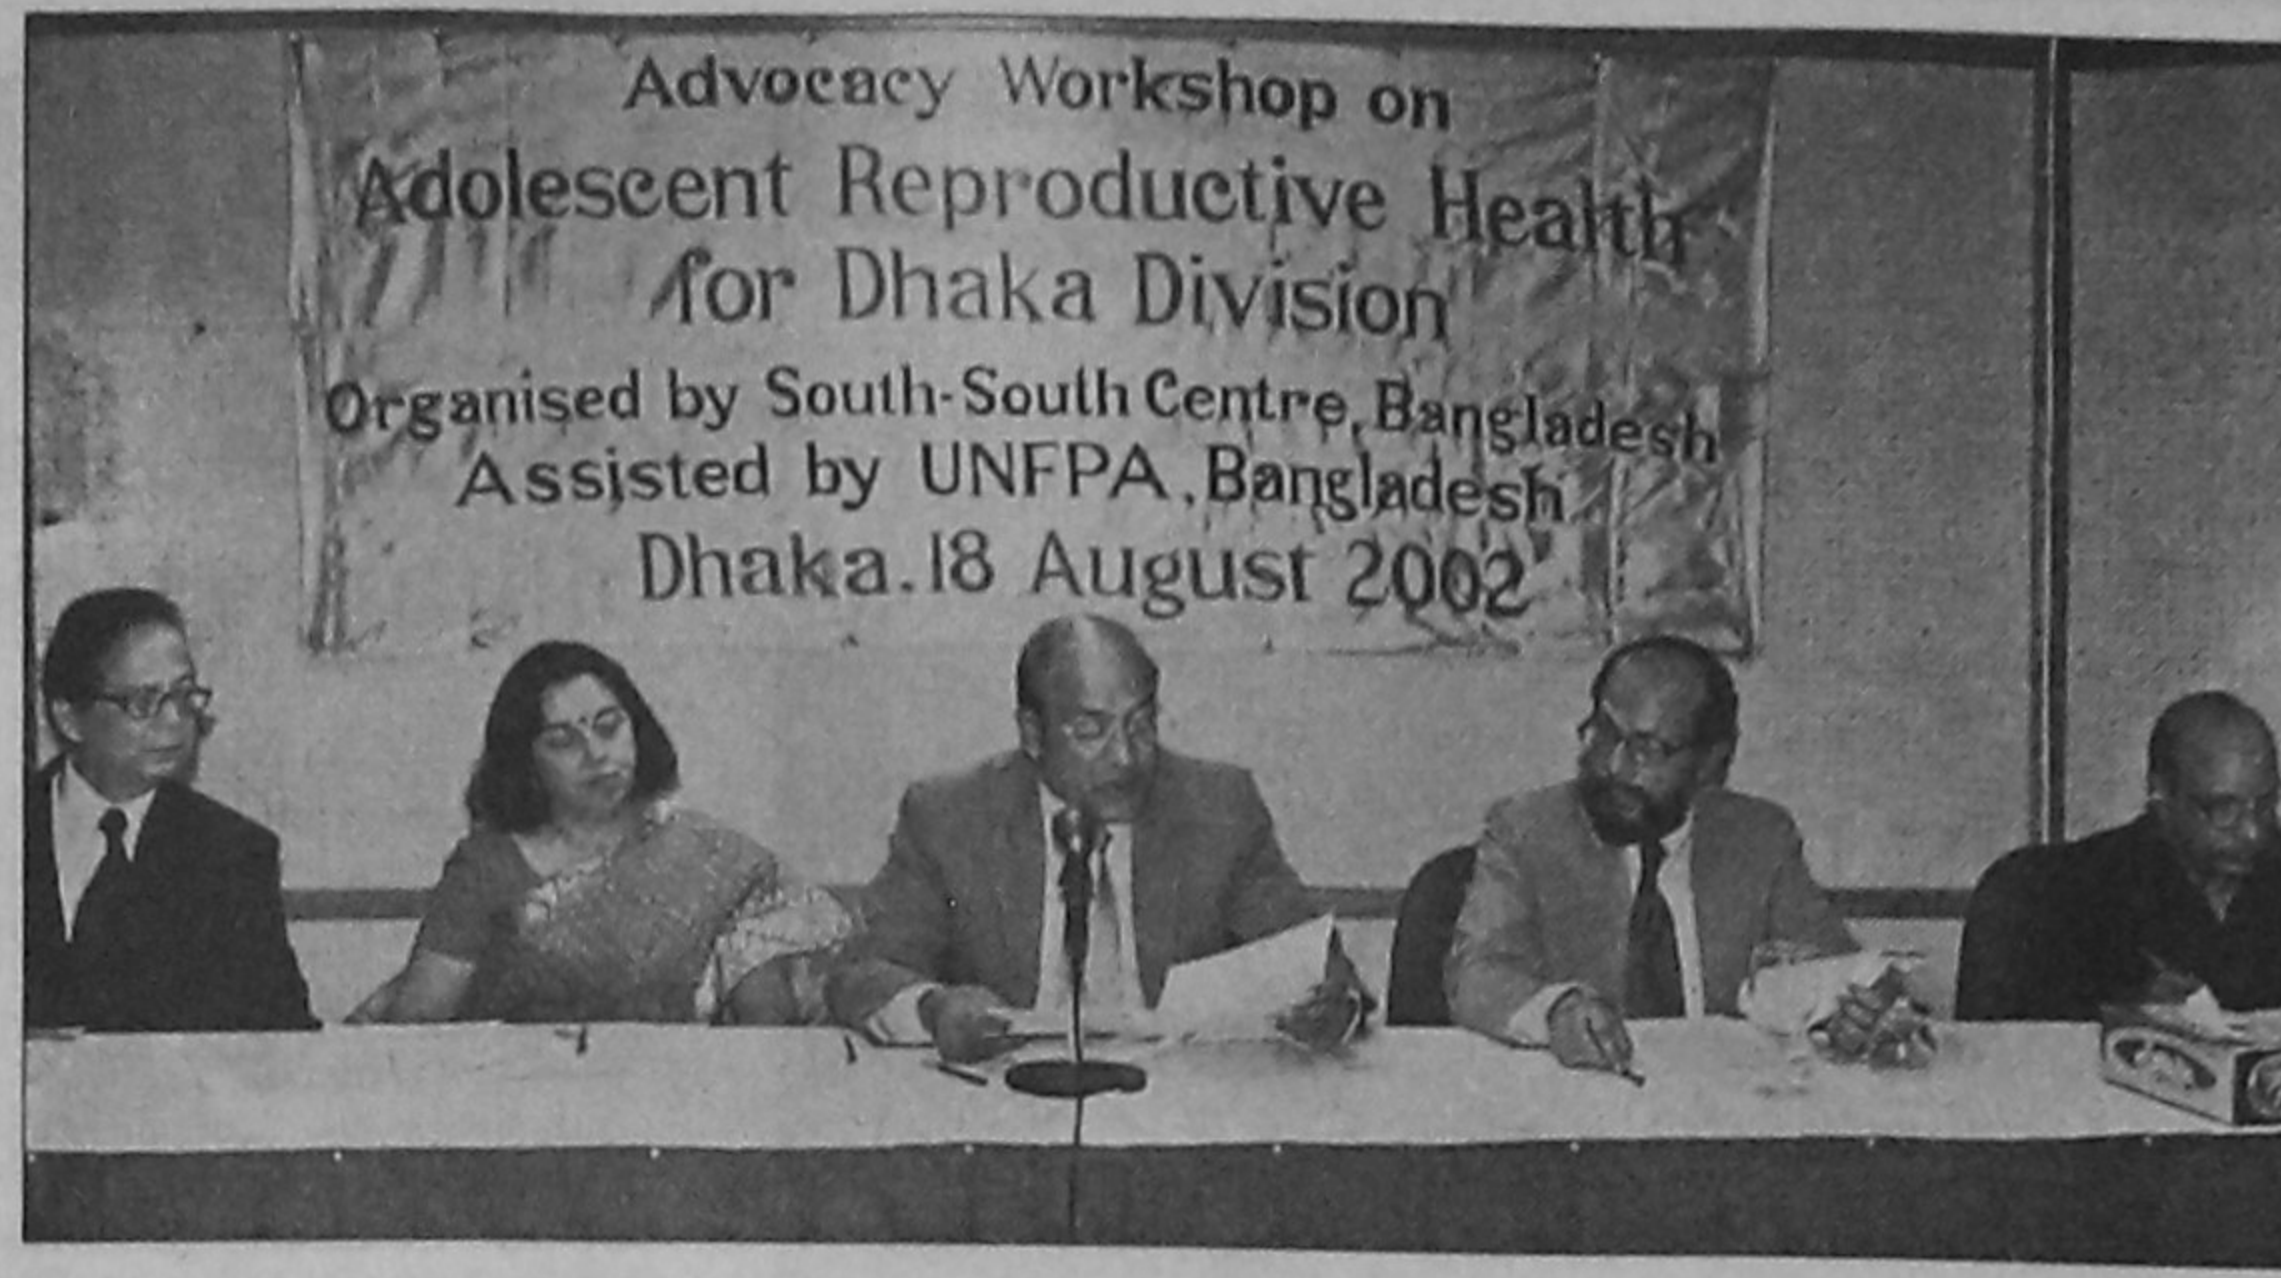 Advocacy Workshop on
Adolescent Reproductive Health
for Dhaka Division
Organised by South-South Centre, Bangladesh
Assisted by UNFPA, Bangladesh
Dhaka. 18 August 2002